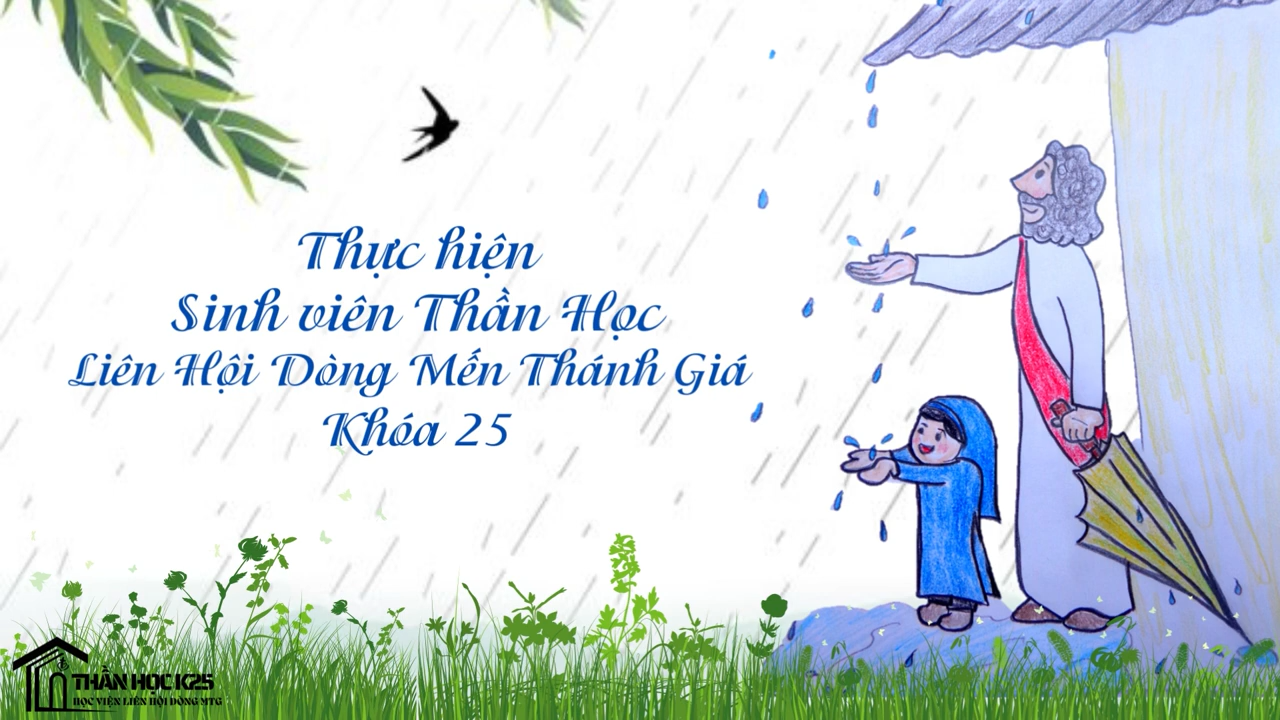 Thực hiện
Sinh viên Thần Học
Liên Hội Dòng Mến Thánh Giá
Khóa 25
THẦN HỌC K25
HỌC VIỆN LIÊN HỘI DÒNG MTG